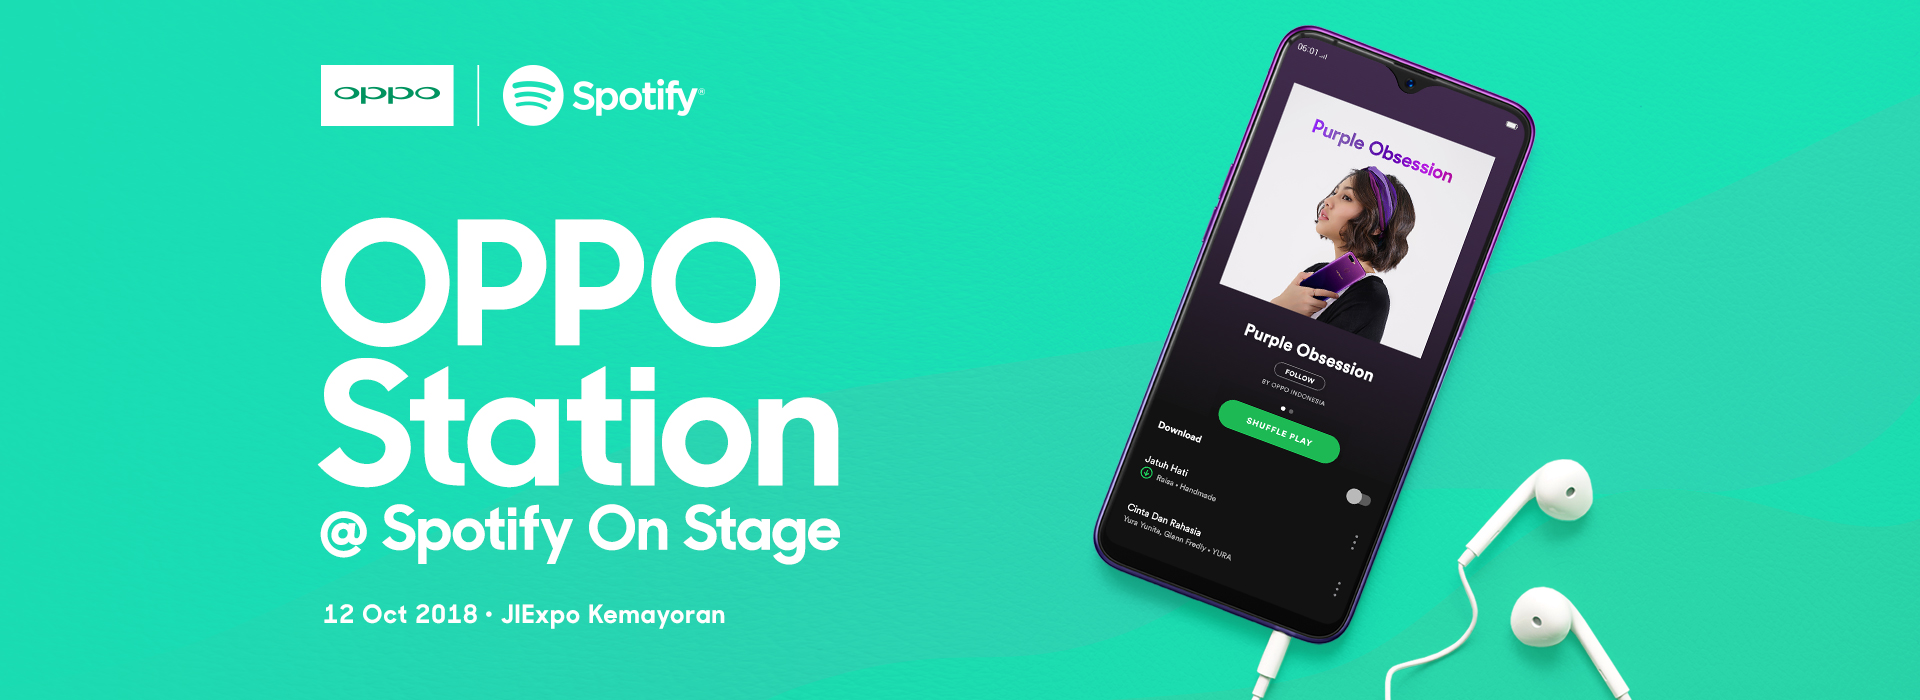 oppo
Spotify®
OPPO
Station
@ Spotify On Stage
12 Oct 2018 • JIExpo Kemayoran
06:01
Purple Obsession
Purple Obsession
FOLLOW
BY OPPO INDONESIA
SHUFFLE PLAY
Download
Jatuh Hati
Raisa • Handmade
Cinta Dan Rahasia
Yura Yunita, Glenn Fredly • YURA